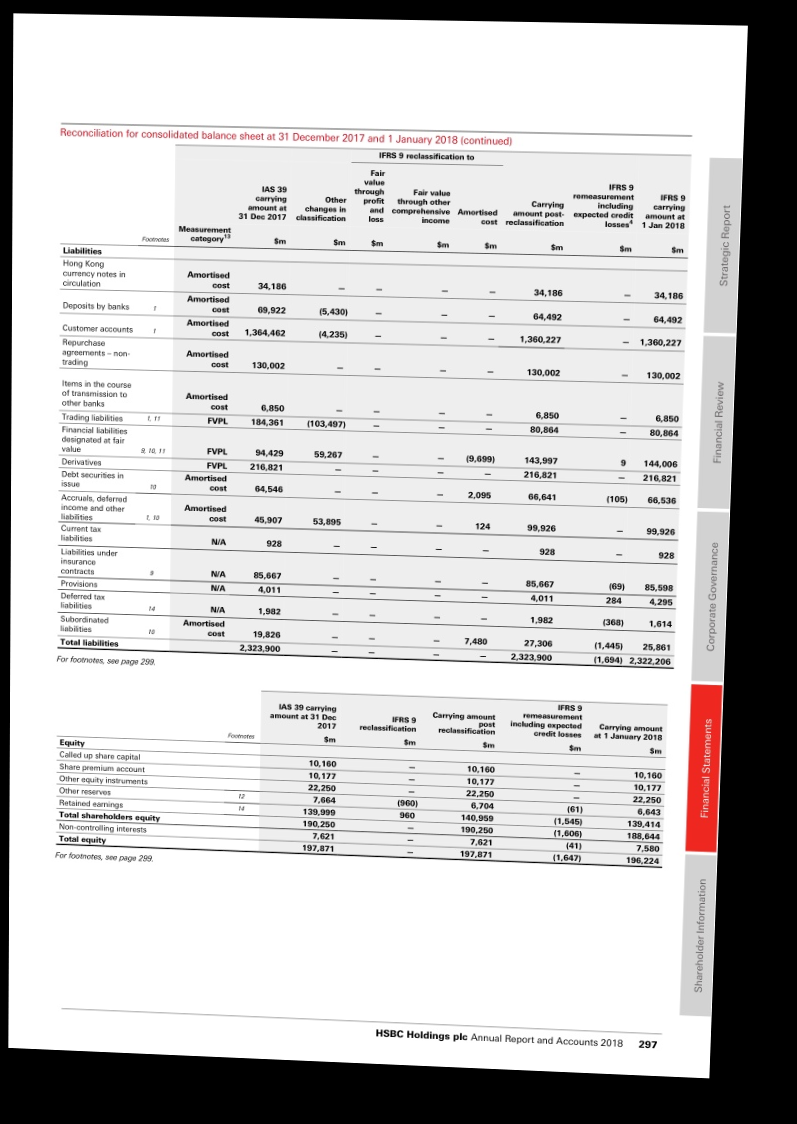 Reconciliation for consolidated balance sheet at 31 December 2017 and 1 January 2018 (continued)
IFRS 9 reclassification to
Footnotes Measurement category13 IAS 39 carrying amount at 31 Dec 2017 Other changes in classification Fair value through profit and loss Fair value through other comprehensive income Amortised cost Carrying amount post-reclassification IFRS 9 remeasurement including expected credit losses4 IFRS 9 carrying amount at 1 Jan 2018
$m $m $m $m $m $m $m $m
Liabilities
Hong Kong currency notes in circulation Amortised cost 34,186 – – – – 34,186 – 34,186
Deposits by banks 1 Amortised cost 69,922 (5,430) – – – 64,492 – 64,492
Customer accounts 1 Amortised cost 1,364,462 (4,235) – – – 1,360,227 – 1,360,227
Repurchase agreements – non-trading Amortised cost 130,002 – – – – 130,002 – 130,002
Items in the course of transmission to other banks Amortised cost 6,850 – – – – 6,850 – 6,850
Trading liabilities 1, 11 FVPL 184,361 (103,497) – – – 80,864 – 80,864
Financial liabilities designated at fair value 9, 10, 11 FVPL 94,429 59,267 – – (9,699) 143,997 9 144,006
Derivatives FVPL 216,821 – – – – 216,821 – 216,821
Debt securities in issue 10 Amortised cost 64,546 – – – 2,095 66,641 (105) 66,536
Accruals, deferred income and other liabilities 1, 10 Amortised cost 45,907 53,895 – – 124 99,926 – 99,926
Current tax liabilities N/A 928 – – – – 928 – 928
Liabilities under insurance contracts 9 N/A 85,667 – – – – 85,667 (69) 85,598
Provisions N/A 4,011 – – – – 4,011 284 4,295
Deferred tax liabilities 14 N/A 1,982 – – – – 1,982 (368) 1,614
Subordinated liabilities 10 Amortised cost 19,826 – – – 7,480 27,306 (1,445) 25,861
Total liabilities 2,323,900 – – – – 2,323,900 (1,694) 2,322,206
For footnotes, see page 299.
Footnotes IAS 39 carrying amount at 31 Dec 2017 IFRS 9 reclassification Carrying amount post reclassification IFRS 9 remeasurement including expected credit losses Carrying amount at 1 January 2018
$m $m $m $m $m
Equity
Called up share capital 10,160 – 10,160 – 10,160
Share premium account 10,177 – 10,177 – 10,177
Other equity instruments 22,250 – 22,250 – 22,250
Other reserves 12 7,664 (960) 6,704 (61) 6,643
Retained earnings 14 139,999 960 140,959 (1,545) 139,414
Total shareholders equity 190,250 – 190,250 (1,606) 188,644
Non-controlling interests 7,621 – 7,621 (41) 7,580
Total equity 197,871 – 197,871 (1,647) 196,224
For footnotes, see page 299.
Strategic Report
Financial Review
Corporate Governance
Financial Statements
Shareholder Information
HSBC Holdings plc Annual Report and Accounts 2018 297